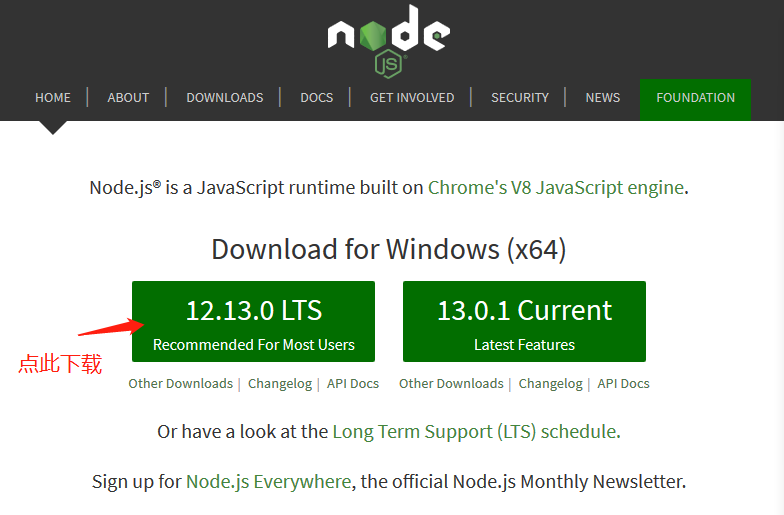 node
JS
HOME ABOUT DOWNLOADS DOCS GET INVOLVED SECURITY NEWS FOUNDATION
Node.js® is a JavaScript runtime built on Chrome's V8 JavaScript engine.
Download for Windows (x64)
12.13.0 LTS
Recommended For Most Users
13.0.1 Current
Latest Features
点此下载
Other Downloads | Changelog | API Docs
Other Downloads | Changelog | API Docs
Or have a look at the Long Term Support (LTS) schedule.
Sign up for Node.js Everywhere, the official Node.js Monthly Newsletter.